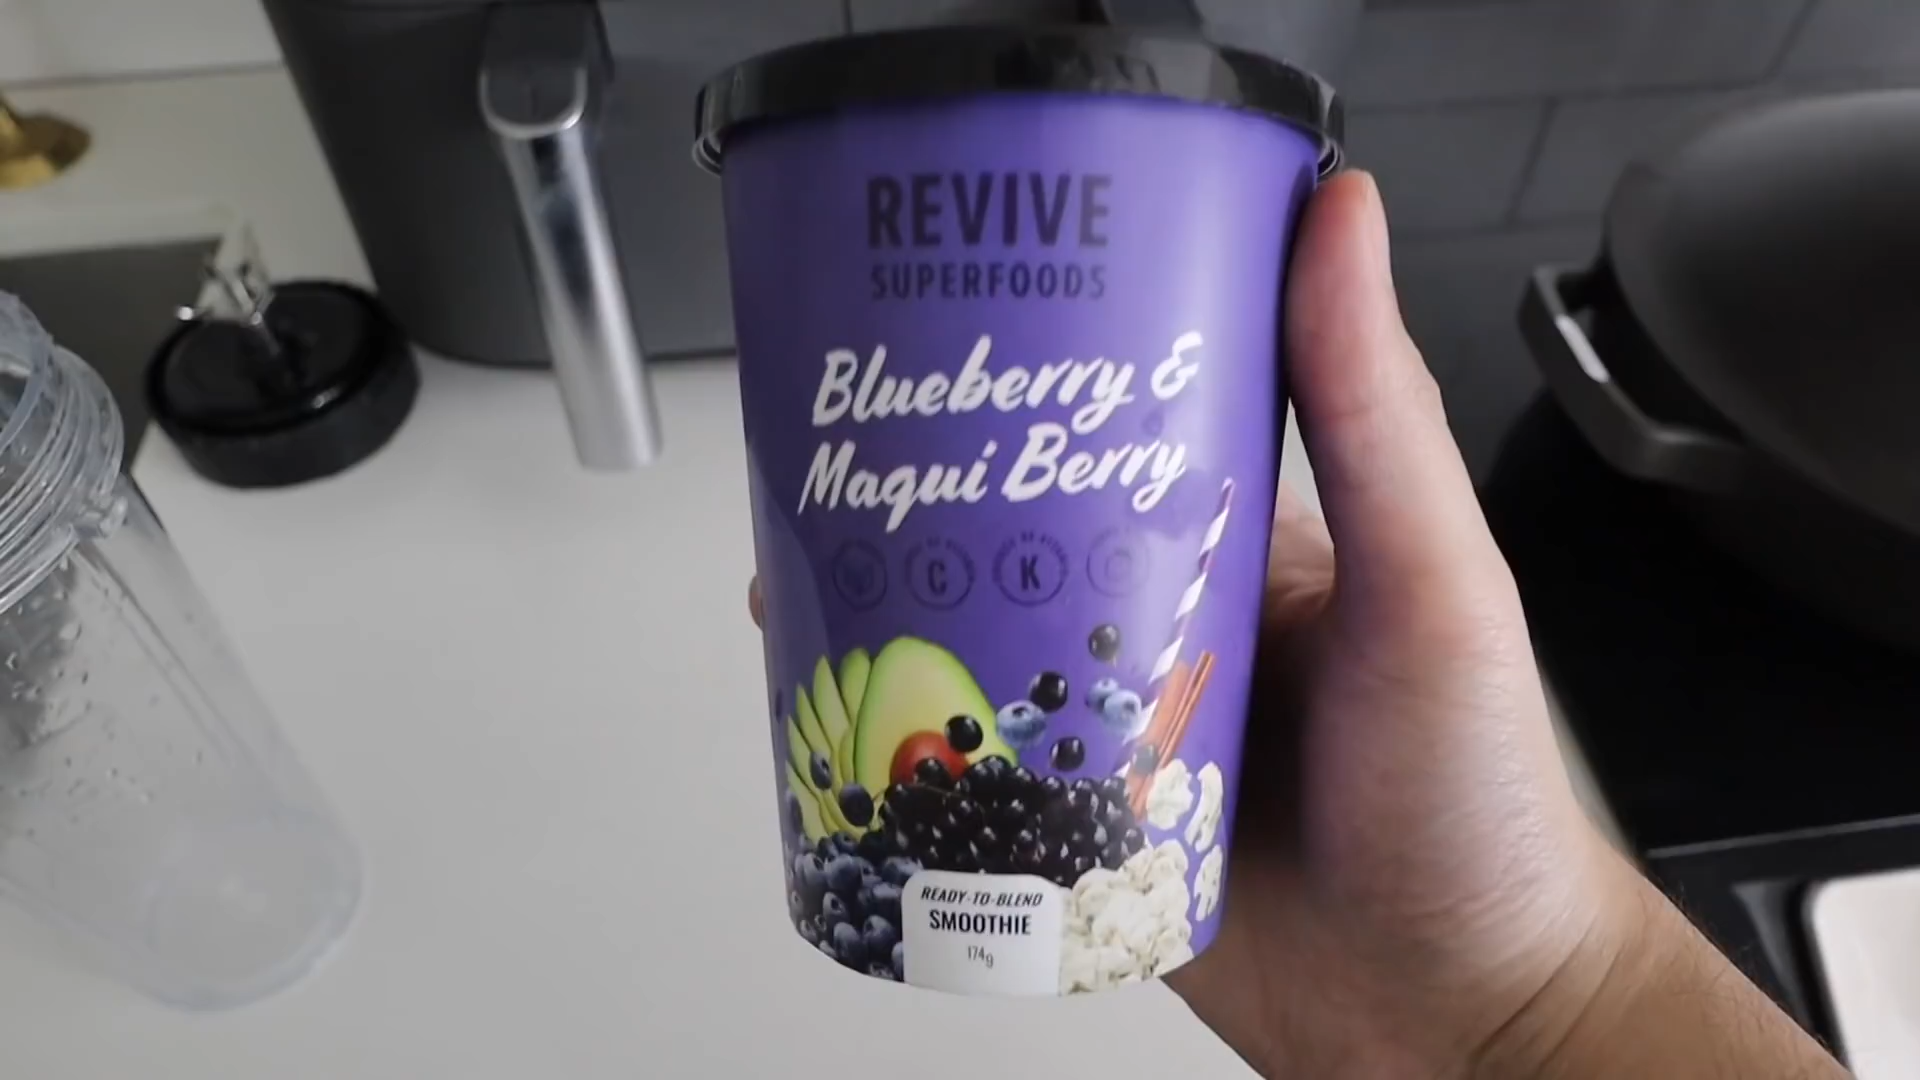 REVIVE
SUPERFOODS
Blueberry &
Maqui Berry
C
K
READY-TO-BLEND
SMOOTHIE
174g